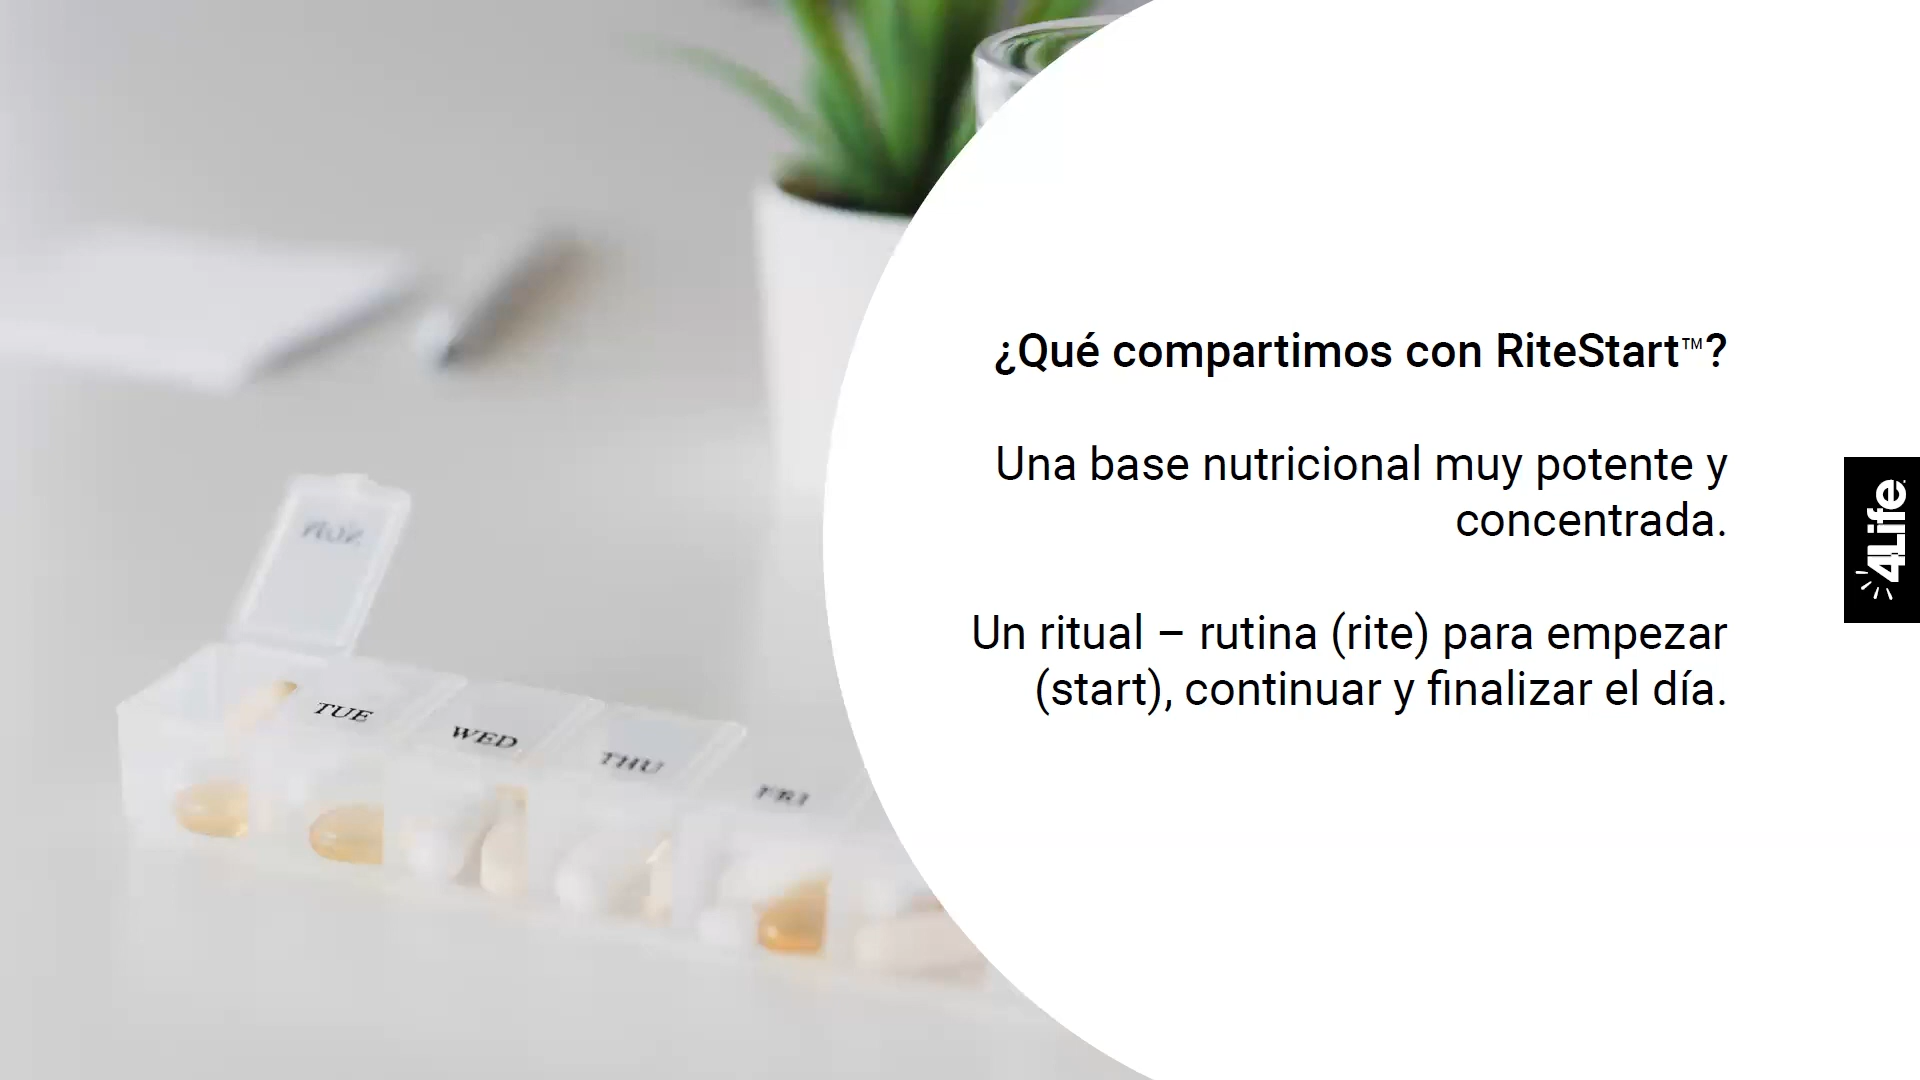 ¿Qué compartimos con RiteStart™?
Una base nutricional muy potente y
concentrada.
Un ritual – rutina (rite) para empezar
(start), continuar y finalizar el día.
4Life
SUN
TUE
WED
THU
FRI